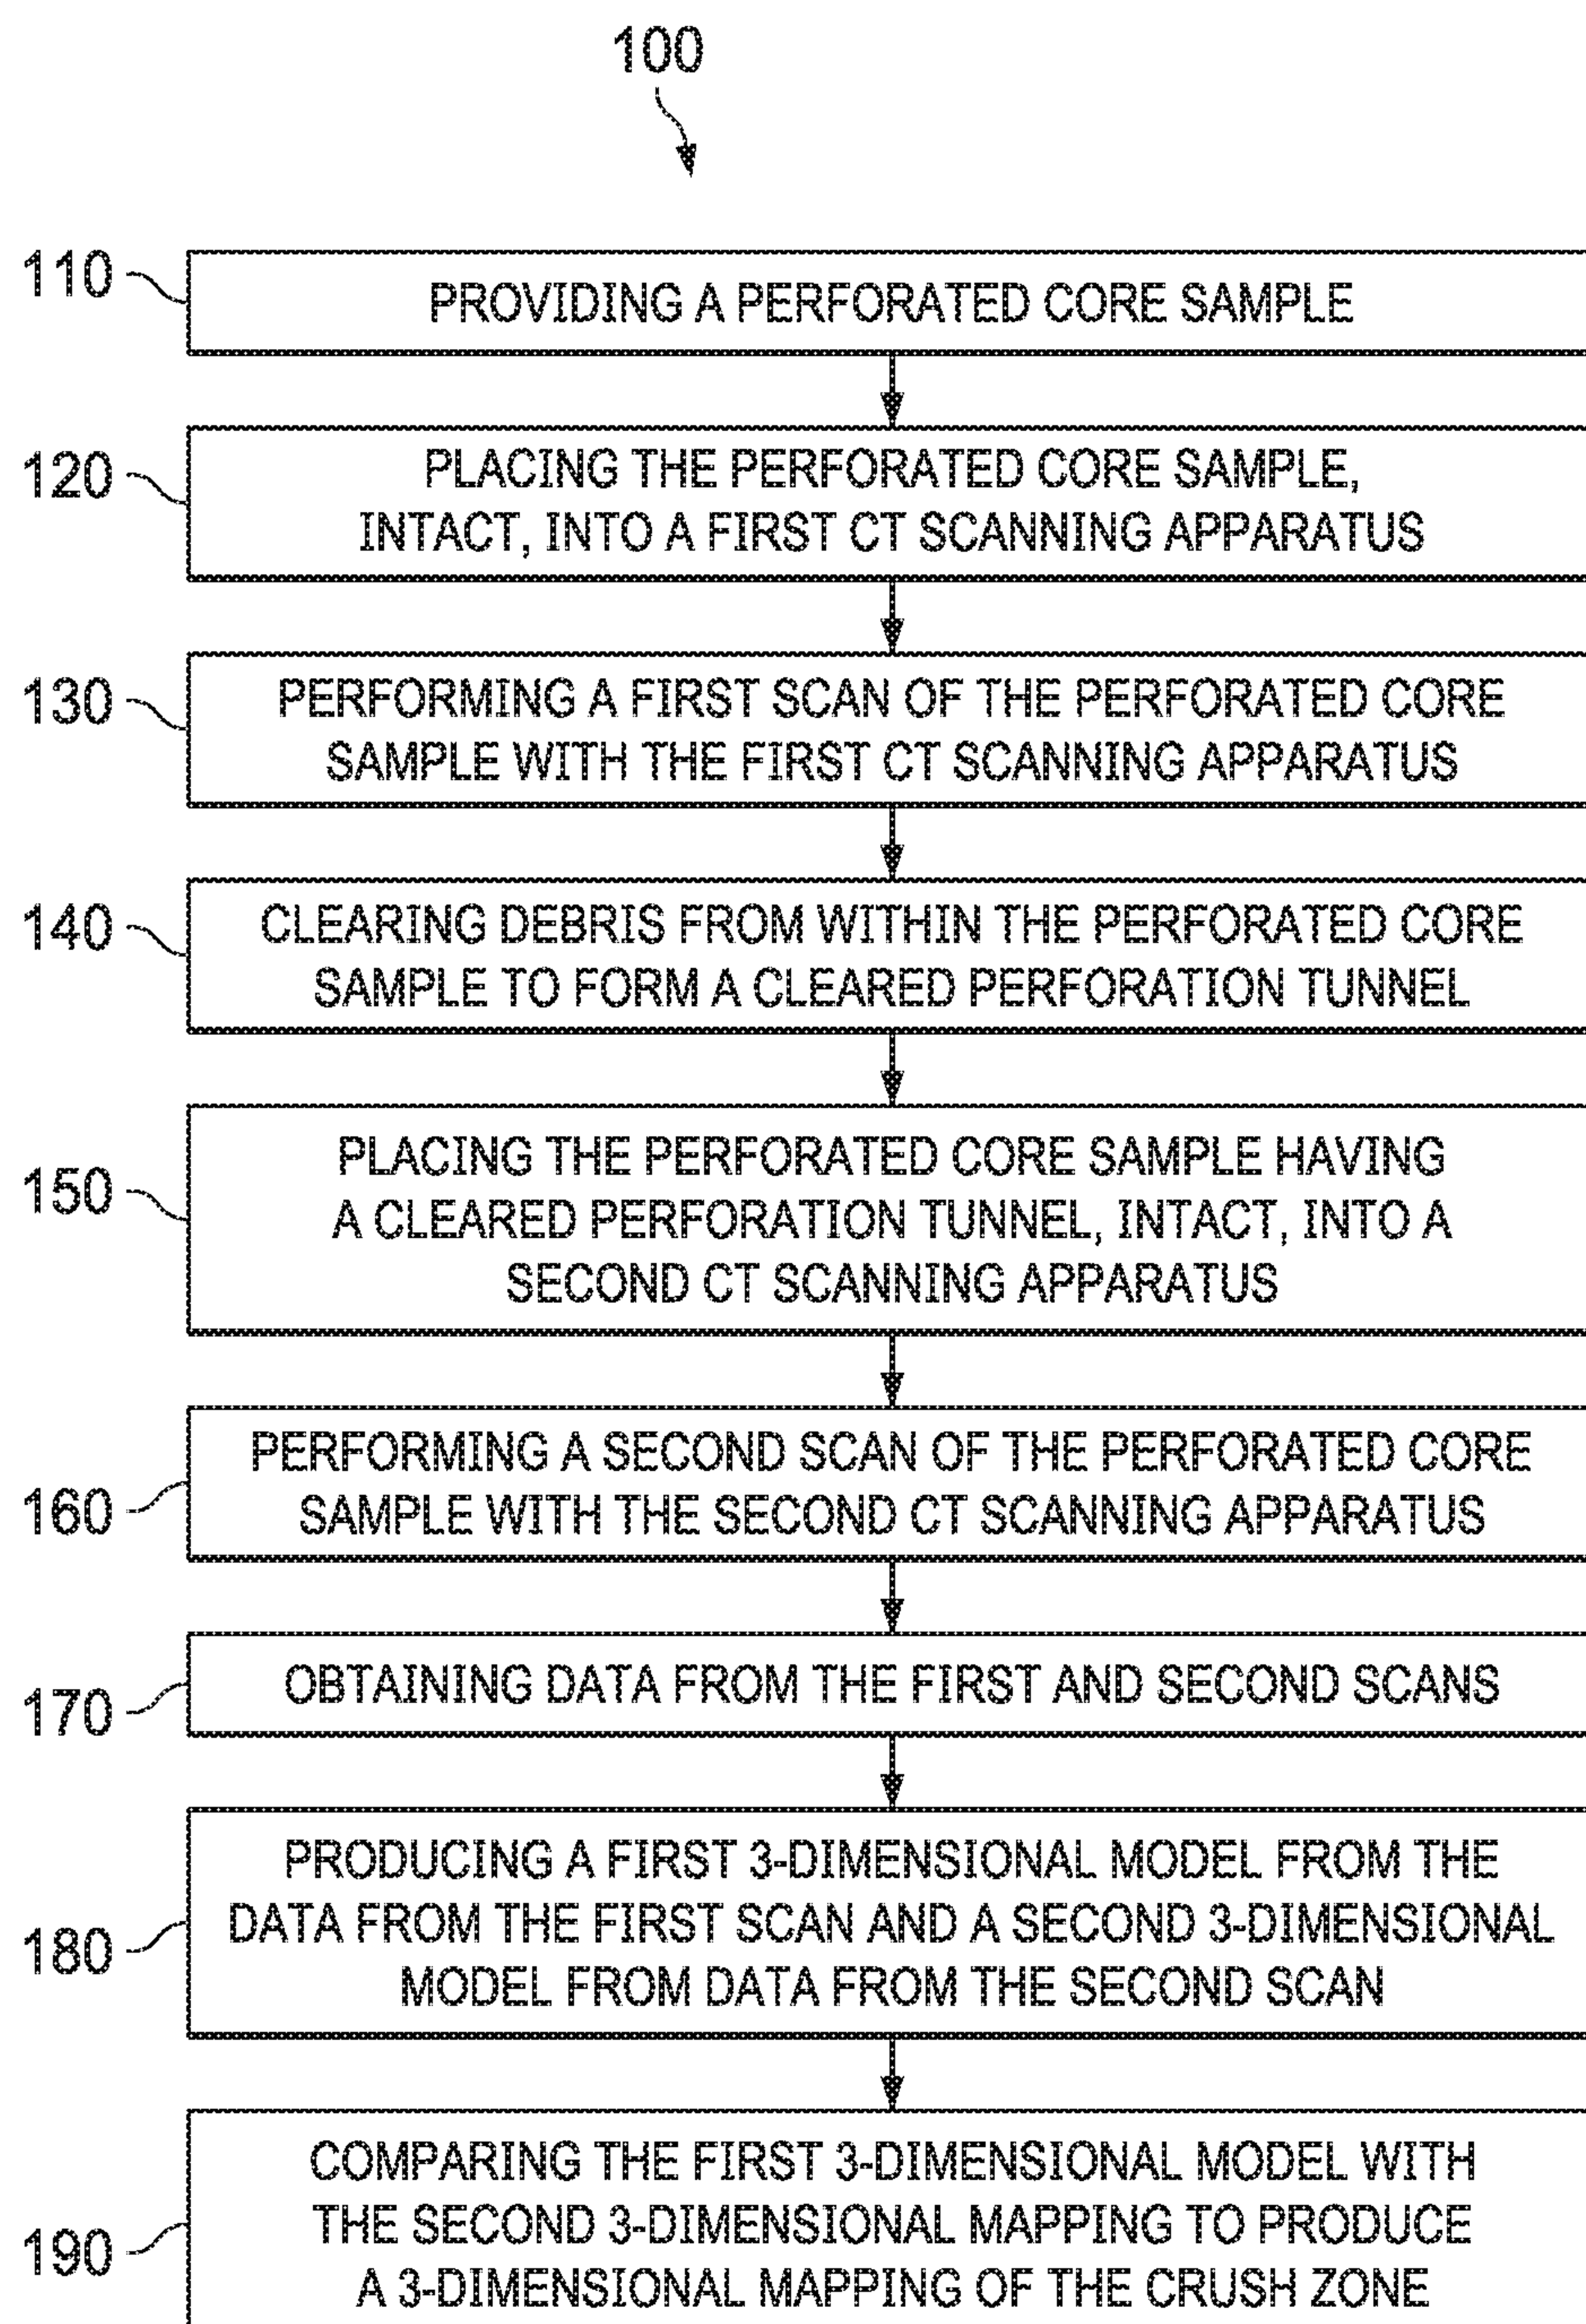 100
110
PROVIDING A PERFORATED CORE SAMPLE
120
PLACING THE PERFORATED CORE SAMPLE,
INTACT, INTO A FIRST CT SCANNING APPARATUS
130
PERFORMING A FIRST SCAN OF THE PERFORATED CORE
SAMPLE WITH THE FIRST CT SCANNING APPARATUS
140
CLEARING DEBRIS FROM WITHIN THE PERFORATED CORE
SAMPLE TO FORM A CLEARED PERFORATION TUNNEL
150
PLACING THE PERFORATED CORE SAMPLE HAVING
A CLEARED PERFORATION TUNNEL, INTACT, INTO A
SECOND CT SCANNING APPARATUS
160
PERFORMING A SECOND SCAN OF THE PERFORATED CORE
SAMPLE WITH THE SECOND CT SCANNING APPARATUS
170
OBTAINING DATA FROM THE FIRST AND SECOND SCANS
180
PRODUCING A FIRST 3-DIMENSIONAL MODEL FROM THE
DATA FROM THE FIRST SCAN AND A SECOND 3-DIMENSIONAL
MODEL FROM DATA FROM THE SECOND SCAN
190
COMPARING THE FIRST 3-DIMENSIONAL MODEL WITH
THE SECOND 3-DIMENSIONAL MAPPING TO PRODUCE
A 3-DIMENSIONAL MAPPING OF THE CRUSH ZONE